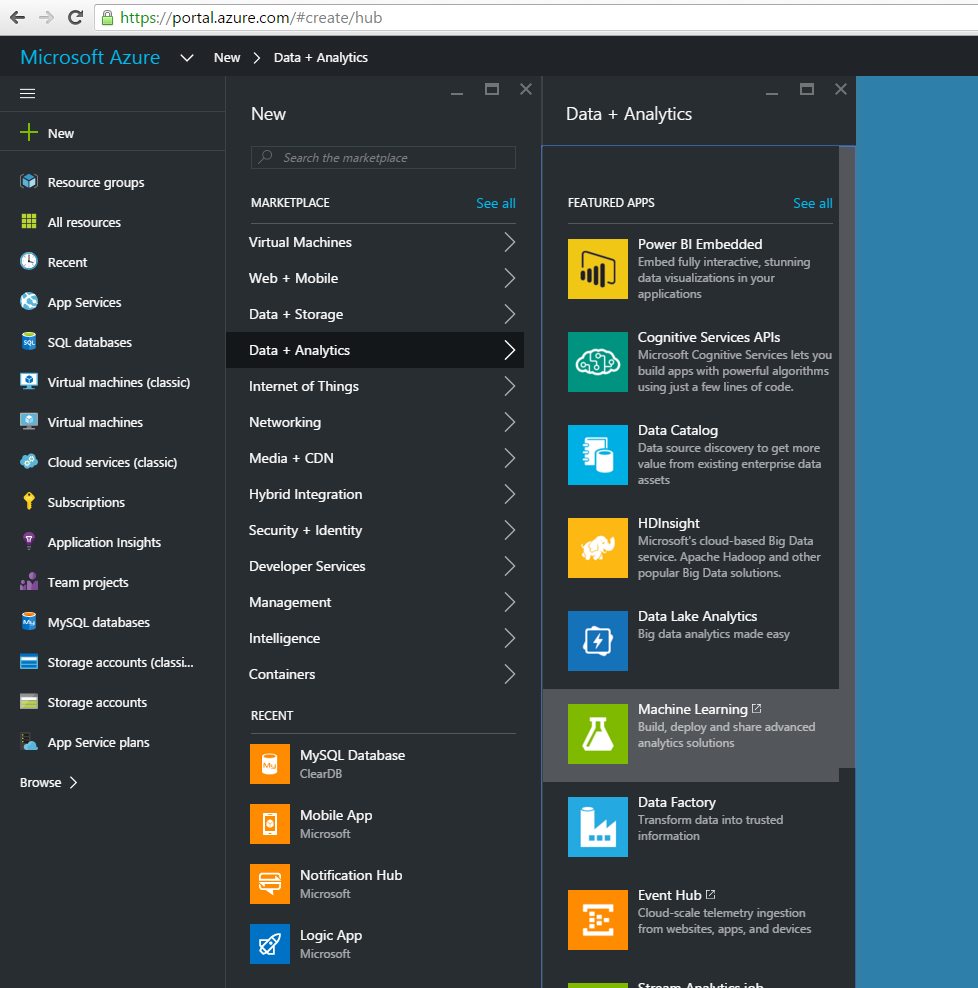 https://portal.azure.com/#create/hub
Microsoft Azure
New
Data + Analytics
New
Resource groups
All resources
Recent
App Services
SQL databases
Virtual machines (classic)
Virtual machines
Cloud services (classic)
Subscriptions
Application Insights
Team projects
MySQL databases
Storage accounts (classi...
Storage accounts
App Service plans
Browse
New
Search the marketplace
MARKETPLACE
See all
Virtual Machines
Web + Mobile
Data + Storage
Data + Analytics
Internet of Things
Networking
Media + CDN
Hybrid Integration
Security + Identity
Developer Services
Management
Intelligence
Containers
RECENT
MySQL Database
ClearDB
Mobile App
Microsoft
Notification Hub
Microsoft
Logic App
Microsoft
Data + Analytics
FEATURED APPS
See all
Power BI Embedded
Embed fully interactive, stunning
data visualizations in your
applications
Cognitive Services APIs
Microsoft Cognitive Services lets you
build apps with powerful algorithms
using just a few lines of code.
Data Catalog
Data source discovery to get more
value from existing enterprise data
assets
HDInsight
Microsoft's cloud-based Big Data
service. Apache Hadoop and other
popular Big Data solutions.
Data Lake Analytics
Big data analytics made easy
Machine Learning
Build, deploy and share advanced
analytics solutions
Data Factory
Transform data into trusted
information
Event Hub
Cloud-scale telemetry ingestion
from websites, apps, and devices
Stream Analytics job